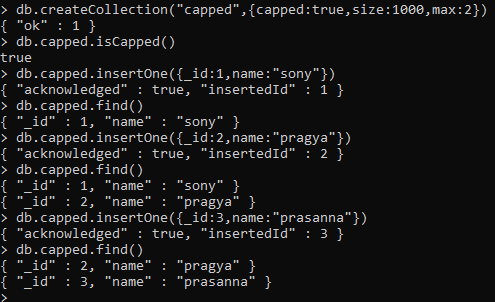 > db.createCollection("capped",{capped:true,size:1000,max:2})
{ "ok" : 1 }
> db.capped.isCapped()
true
> db.capped.insertOne({_id:1,name:"sony"})
{ "acknowledged" : true, "insertedId" : 1 }
> db.capped.find()
{ "_id" : 1, "name" : "sony" }
> db.capped.insertOne({_id:2,name:"pragya"})
{ "acknowledged" : true, "insertedId" : 2 }
> db.capped.find()
{ "_id" : 1, "name" : "sony" }
{ "_id" : 2, "name" : "pragya" }
> db.capped.insertOne({_id:3,name:"prasanna"})
{ "acknowledged" : true, "insertedId" : 3 }
> db.capped.find()
{ "_id" : 2, "name" : "pragya" }
{ "_id" : 3, "name" : "prasanna" }
>